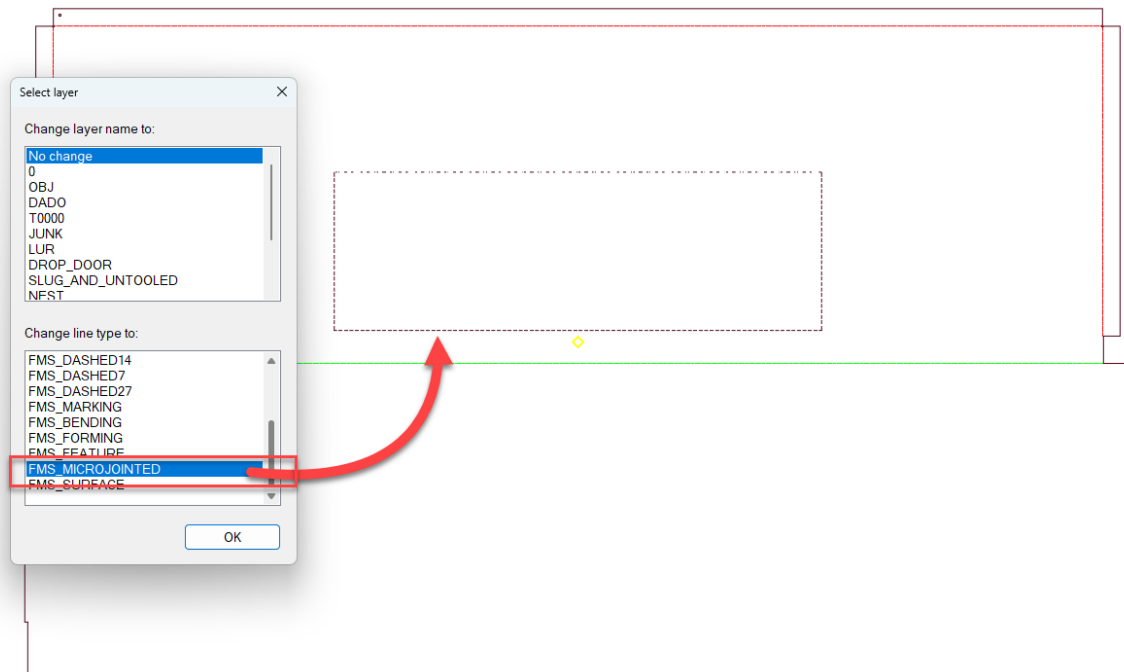 Select layer
Change layer name to:
No change
0
OBJ
DADO
T0000
JUNK
LUR
DROP_DOOR
SLUG_AND_UNTOOLED
NEST
Change line type to:
FMS_DASHED14
FMS_DASHED7
FMS_DASHED27
FMS_MARKING
FMS_BENDING
FMS_FORMING
FMS_FEATURE
FMS_MICROJOINTED
FMS_SURFACE
OK